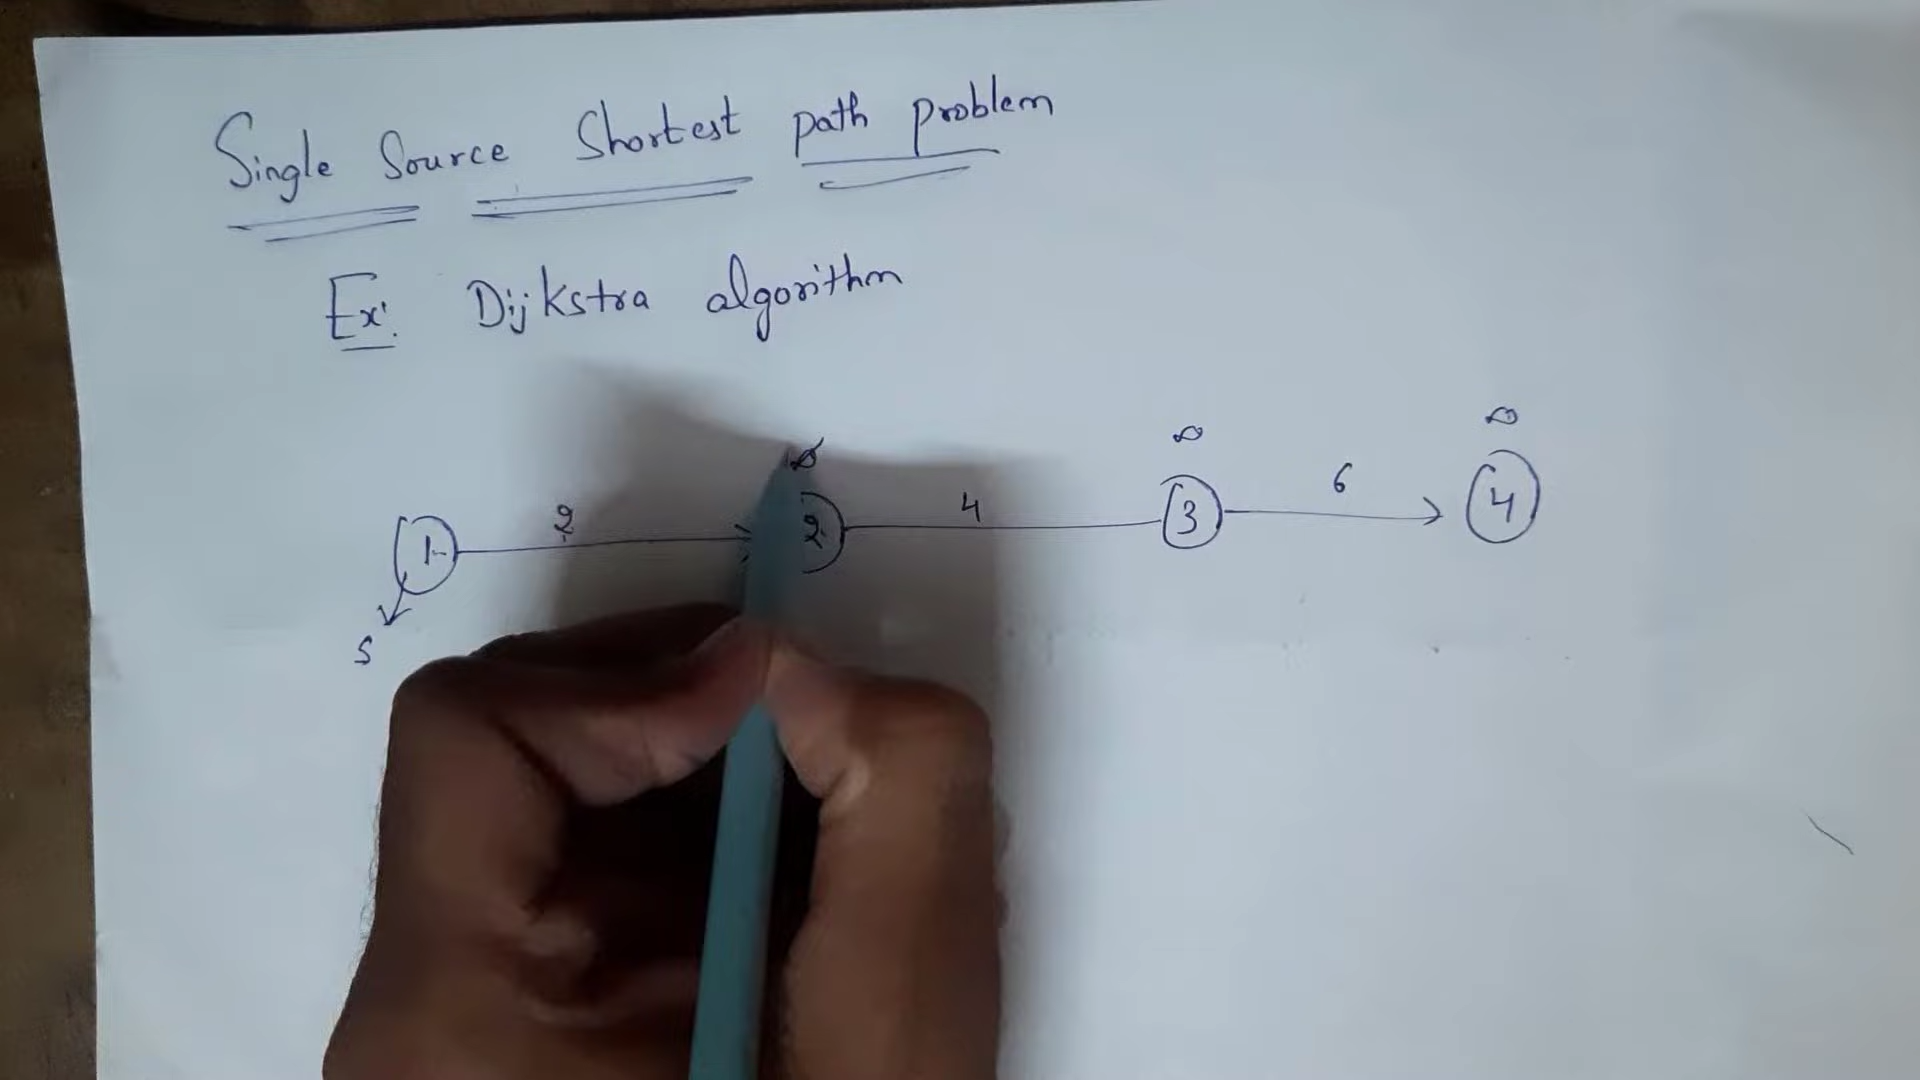 Single Source Shortest path problem
Ex: Dijkstra algorithm
∞ ∞ ∞
1 2 2 4 3 6 4
S